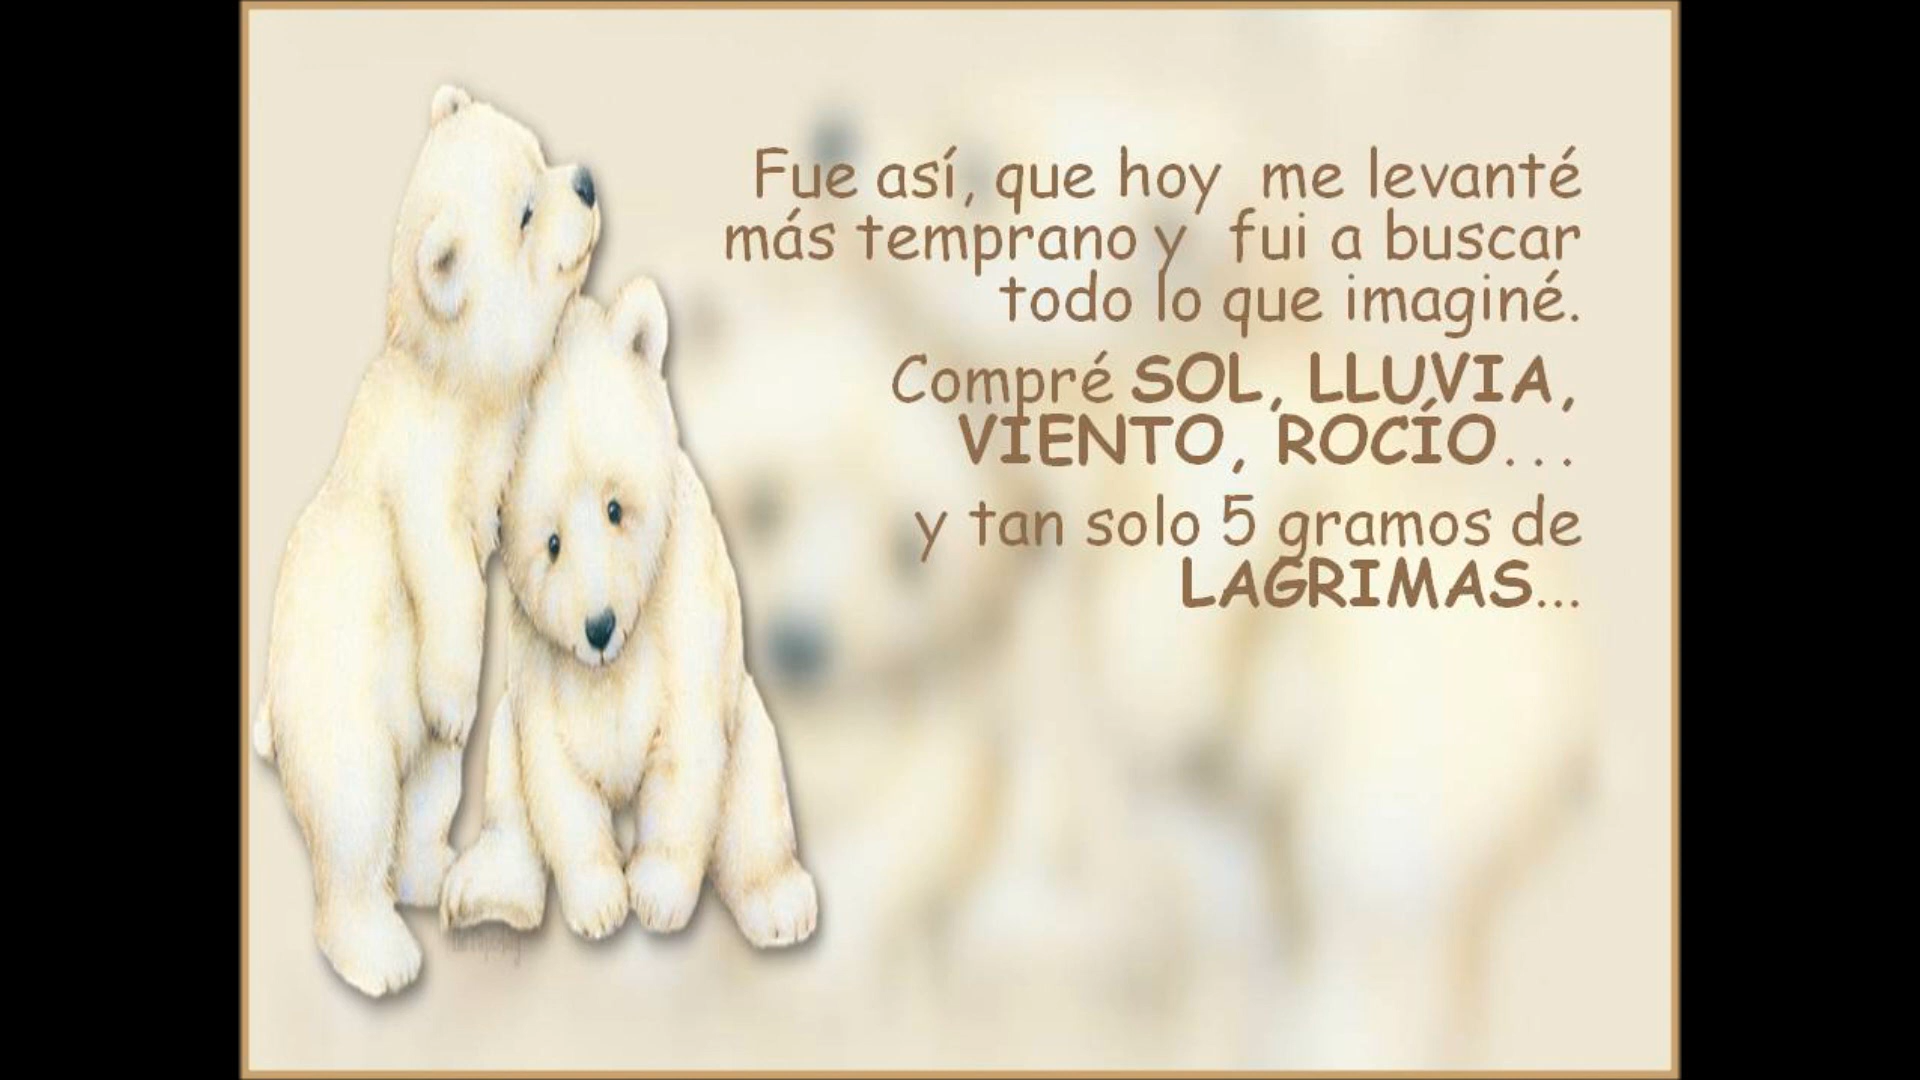 Fue así, que hoy me levanté
más temprano y fui a buscar
todo lo que imaginé.
Compré SOL, LLUVIA,
VIENTO, ROCÍO...
y tan solo 5 gramos de
LAGRIMAS...